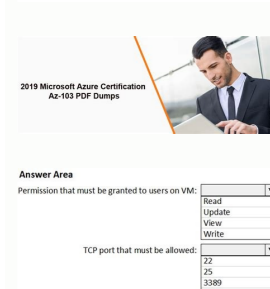 2019 Microsoft Azure Certification
Az-103 PDF Dumps
Answer Area
Permission that must be granted to users on VM:
Read
Update
View
Write
TCP port that must be allowed:
22
25
3389